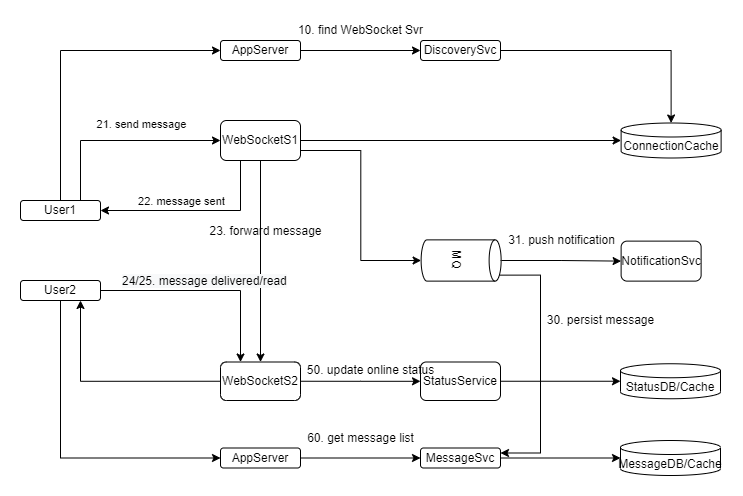 10. find WebSocket Svr
AppServer
DiscoverySvc
21. send message
WebSocketS1
ConnectionCache
22. message sent
User1
23. forward message
31. push notification
MQ
NotificationSvc
24/25. message delivered/read
User2
30. persist message
50. update online status
WebSocketS2
StatusService
StatusDB/Cache
60. get message list
AppServer
MessageSvc
MessageDB/Cache